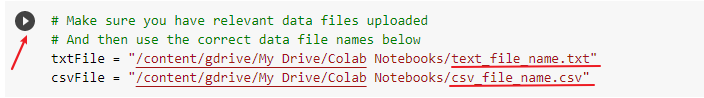 # Make sure you have relevant data files uploaded
# And then use the correct data file names below
txtFile = "/content/gdrive/My Drive/Colab Notebooks/text_file_name.txt"
csvFile = "/content/gdrive/My Drive/Colab Notebooks/csv_file_name.csv"